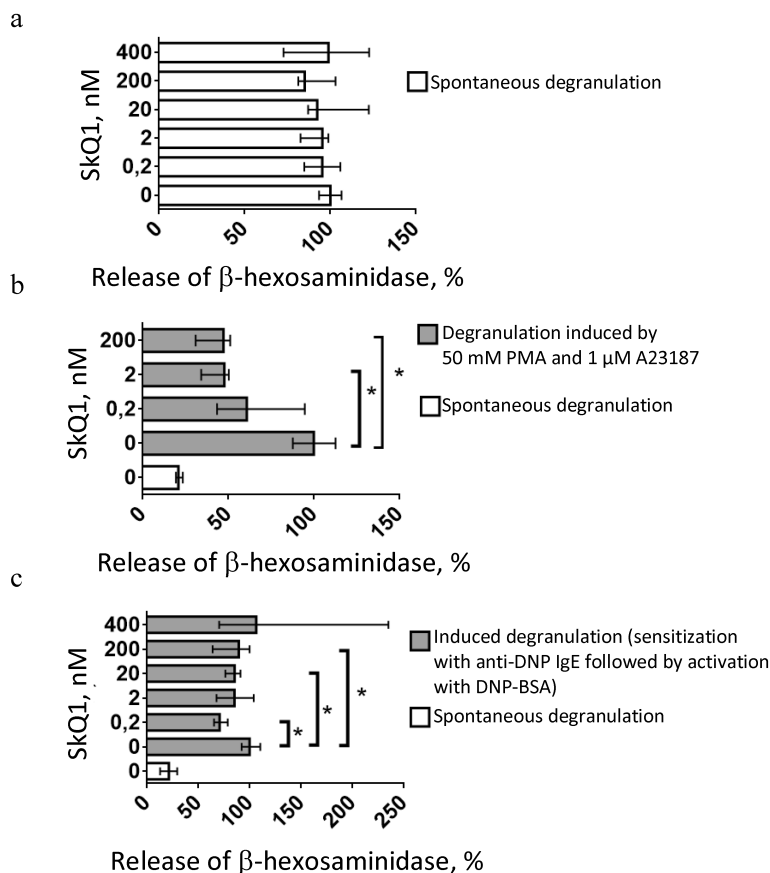 a
400
200
20
2
0,2
0
SkQ1, nM
0
50
100
150
Release of β-hexosaminidase, %
Spontaneous degranulation
b
200
2
0,2
0
0
SkQ1, nM
0
50
100
150
Release of β-hexosaminidase, %
*
*
Degranulation induced by
50 mM PMA and 1 µM A23187
Spontaneous degranulation
c
400
200
20
2
0,2
0
0
SkQ1, nM
0
50
100
150
200
250
Release of β-hexosaminidase, %
*
*
*
Induced degranulation (sensitization
with anti-DNP IgE followed by activation
with DNP-BSA)
Spontaneous degranulation